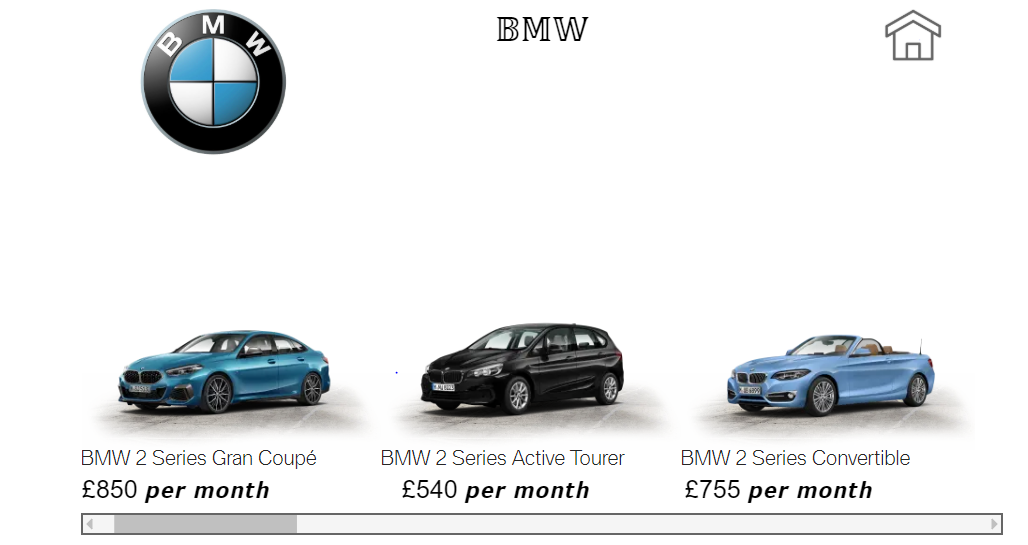 BMW
BMW
BMW 2 Series Gran Coupé
BMW 2 Series Active Tourer
BMW 2 Series Convertible
£850 per month
£540 per month
£755 per month